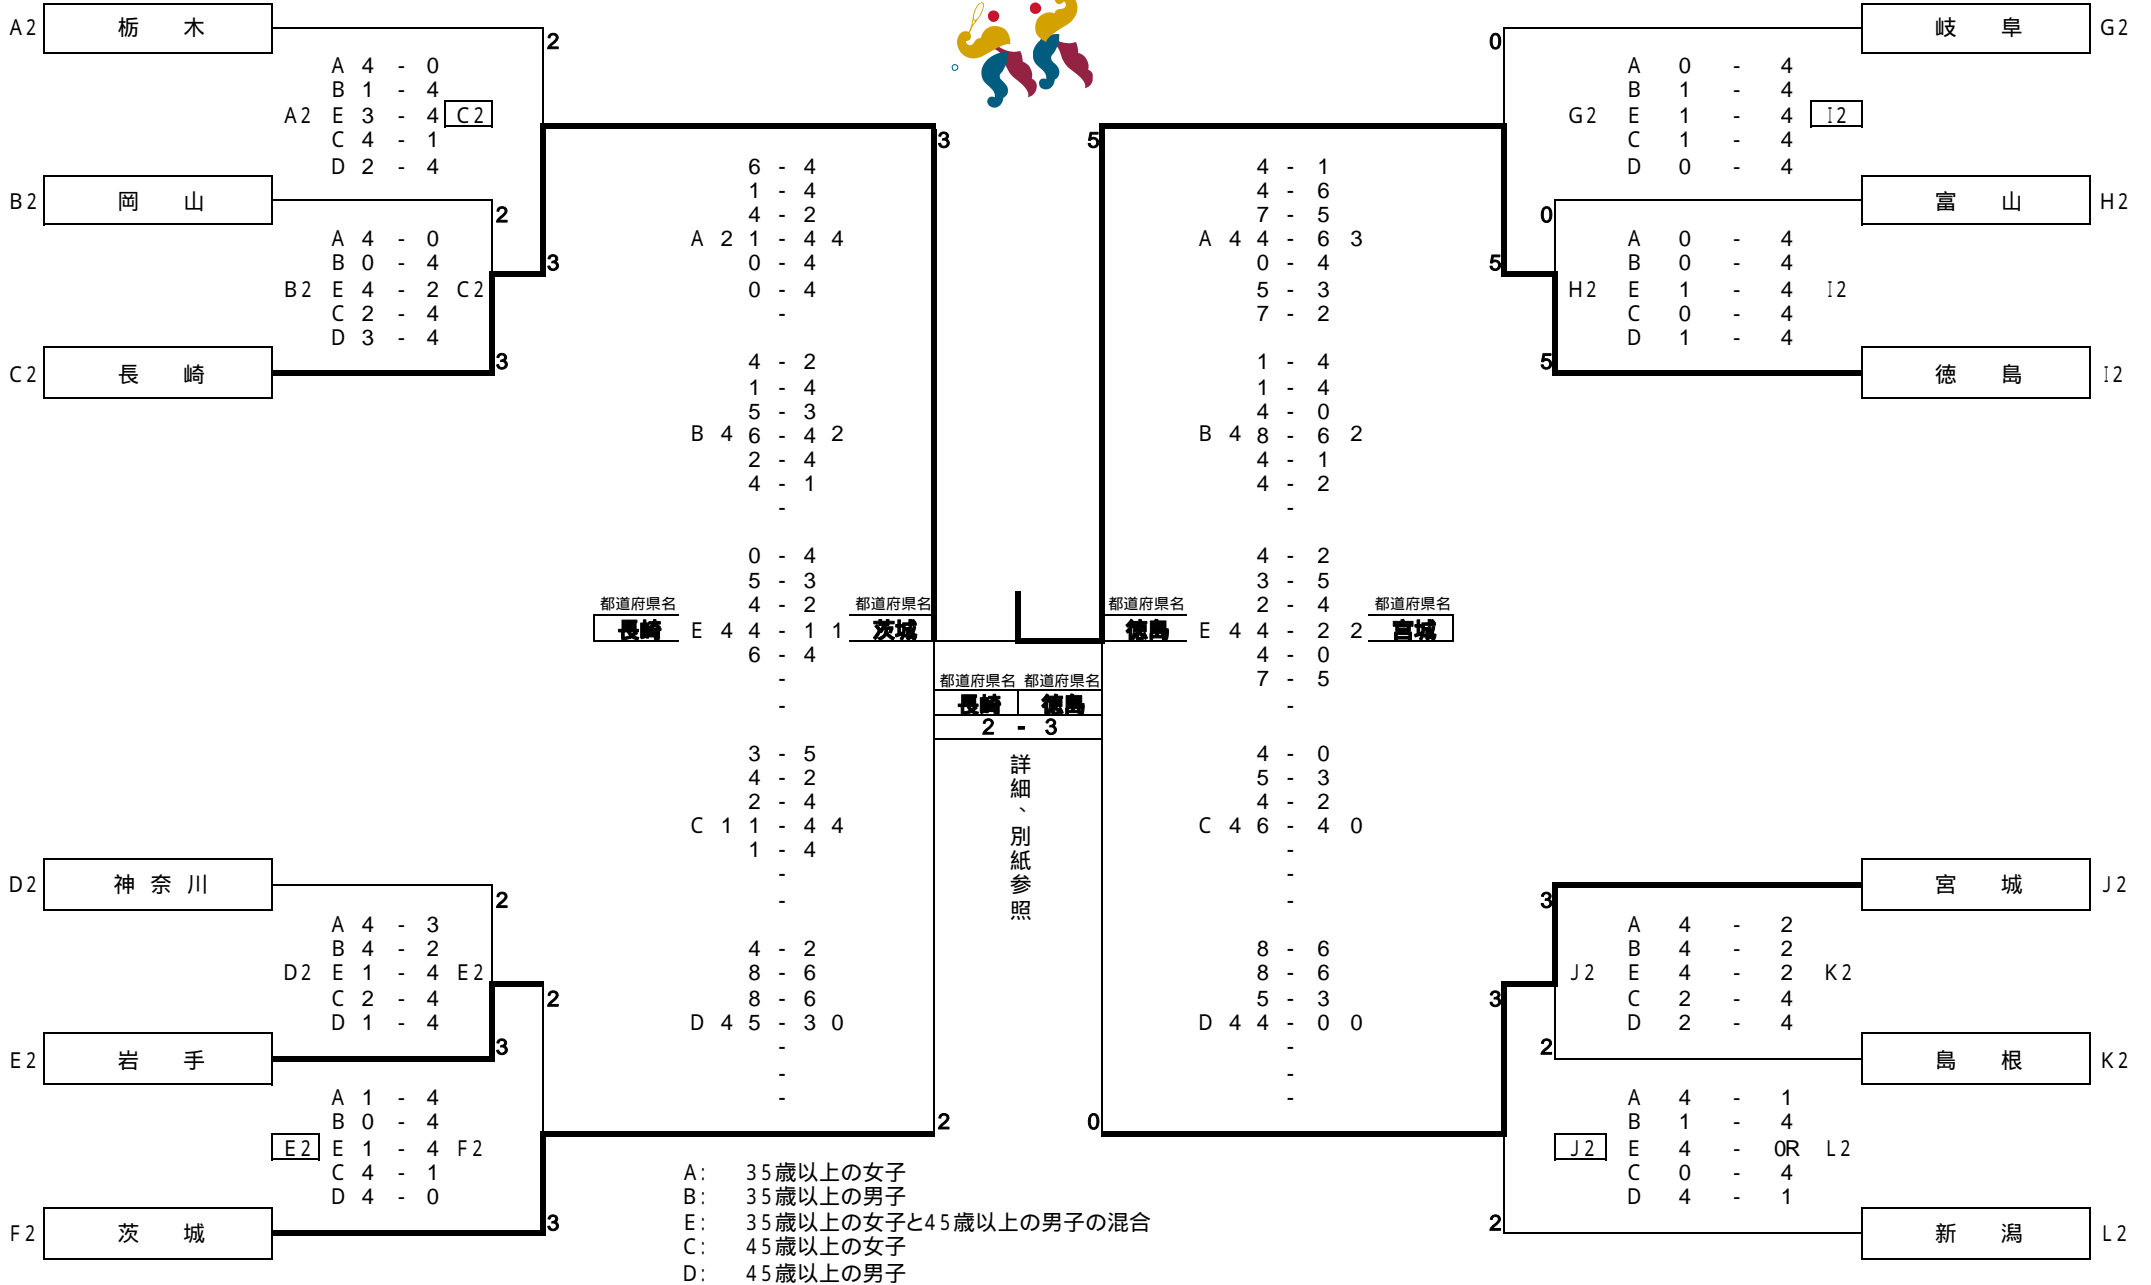 A2 栃 木
2
A 4 - 0
B 1 - 4
A2 E 3 - 4 C2
C 4 - 1
D 2 - 4
B2 岡 山
2
A 4 - 0
B 0 - 4
B2 E 4 - 2 C2
C 2 - 4
D 3 - 4
3
3
C2 長 崎
3
6 - 4
1 - 4
4 - 2
A 2 1 - 4 4
0 - 4
0 - 4
-
4 - 2
1 - 4
5 - 3
B 4 6 - 4 2
2 - 4
4 - 1
-
0 - 4
5 - 3
都道府県名 4 - 2 都道府県名
長崎 E 4 4 - 1 1 茨城
6 - 4
-
-
3 - 5
4 - 2
2 - 4
C 1 1 - 4 4
1 - 4
-
-
4 - 2
8 - 6
8 - 6
D 4 5 - 3 0
-
-
-
D2 神 奈 川
2
A 4 - 3
B 4 - 2
D2 E 1 - 4 E2
C 2 - 4
D 1 - 4
2
3
E2 岩 手
A 1 - 4
B 0 - 4
E2 E 1 - 4 F2
C 4 - 1
D 4 - 0
2
3
F2 茨 城
都道府県名 都道府県名
長崎 徳島
2 - 3
詳細、別紙参照
5
4 - 1
4 - 6
7 - 5
A 4 4 - 6 3
0 - 4
5 - 3
7 - 2
1 - 4
1 - 4
4 - 0
B 4 8 - 6 2
4 - 1
4 - 2
-
4 - 2
3 - 5
都道府県名 2 - 4 都道府県名
徳島 E 4 4 - 2 2 宮城
4 - 0
7 - 5
-
4 - 0
5 - 3
4 - 2
C 4 6 - 4 0
-
-
-
8 - 6
8 - 6
5 - 3
D 4 4 - 0 0
-
-
-
0
0 岐 阜 G2
A 0 - 4
B 1 - 4
G2 E 1 - 4 I2
C 1 - 4
D 0 - 4
富 山 H2
0
A 0 - 4
B 0 - 4
H2 E 1 - 4 I2
C 0 - 4
D 1 - 4
5
5
徳 島 I2
宮 城 J2
3
A 4 - 2
B 4 - 2
J2 E 4 - 2 K2
C 2 - 4
D 2 - 4
3
2
島 根 K2
A 4 - 1
B 1 - 4
J2 E 4 - 0R L2
C 0 - 4
D 4 - 1
2
新 潟 L2
A: 35歳以上の女子
B: 35歳以上の男子
E: 35歳以上の女子と45歳以上の男子の混合
C: 45歳以上の女子
D: 45歳以上の男子